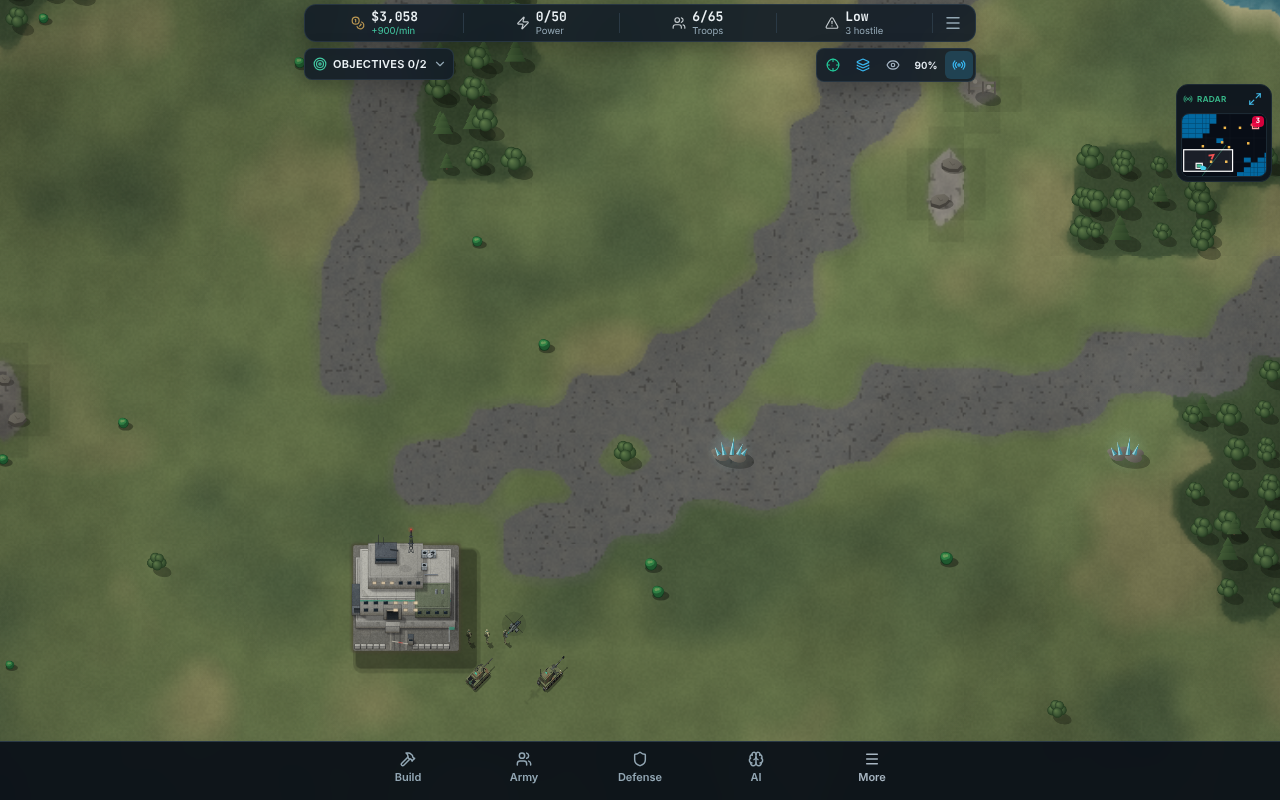 $3,058
+900/min
0/50
Power
6/65
Troops
Low
3 hostile
OBJECTIVES 0/2
90%
RADAR
3
Build
Army
Defense
AI
More